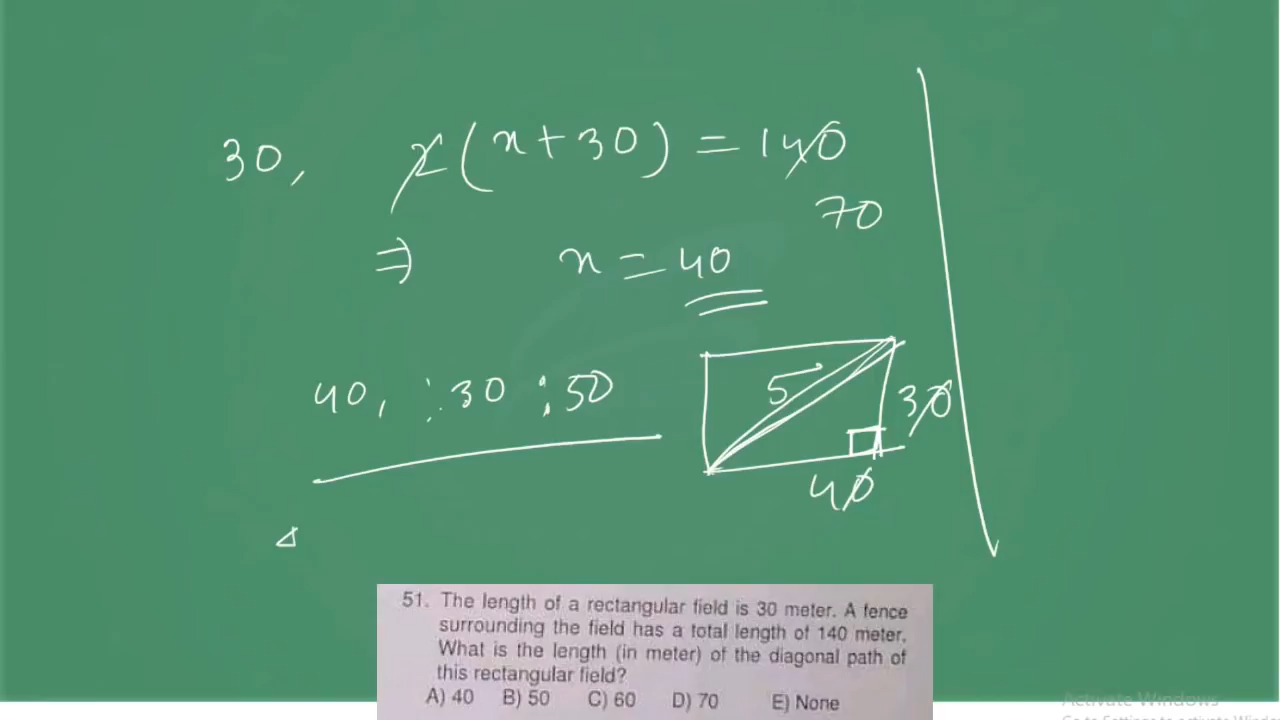 30, 2(x+30) = 140
70
⇒ x = 40
40, : 30 : 50
5
30
40
4
51. The length of a rectangular field is 30 meter. A fence
surrounding the field has a total length of 140 meter.
What is the length (in meter) of the diagonal path of
this rectangular field?
A) 40 B) 50 C) 60 D) 70 E) None
Activate Windows